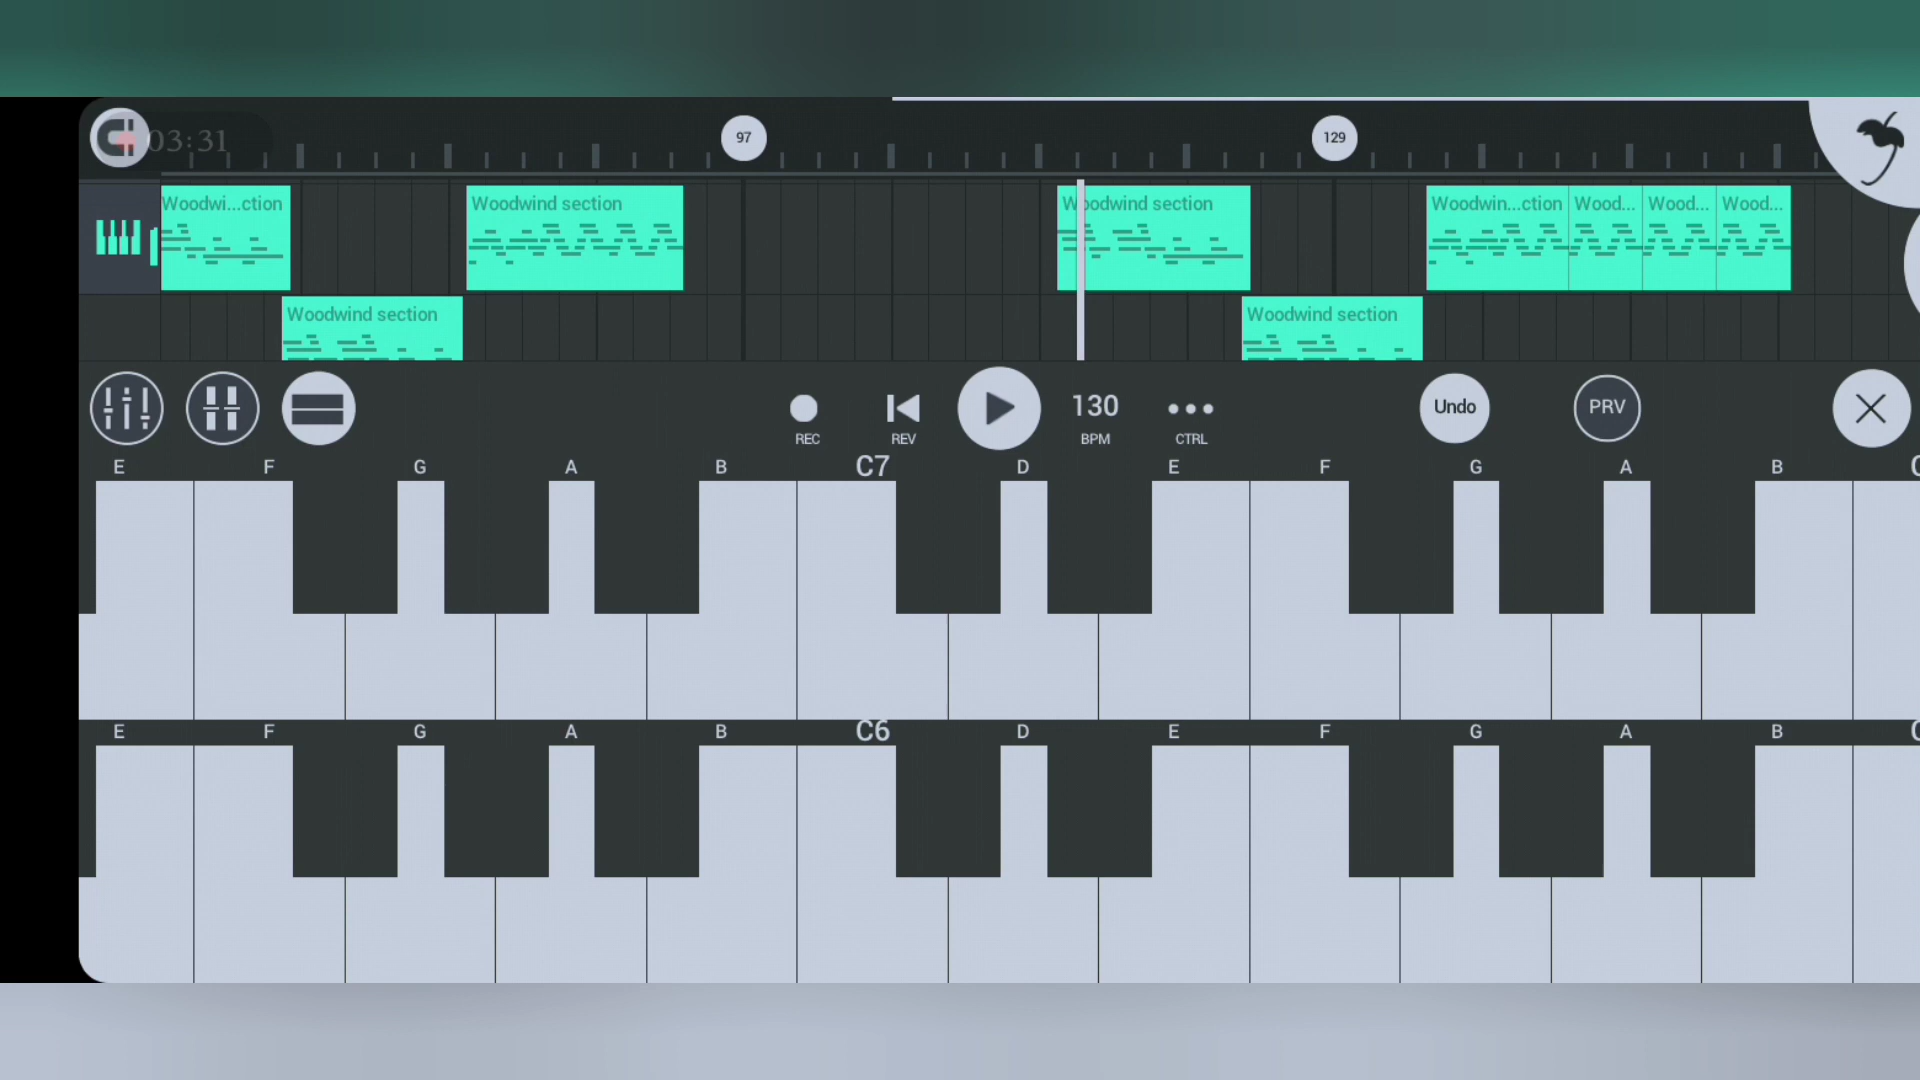 03:31
97
129
Woodwi...ction
Woodwind section
Woodwind section
Woodwin...ction
Wood...
Wood...
Wood...
Woodwind section
Woodwind section
REC
REV
130
BPM
CTRL
Undo
PRV
E F G A B C7 D E F G A B C
E F G A B C6 D E F G A B C